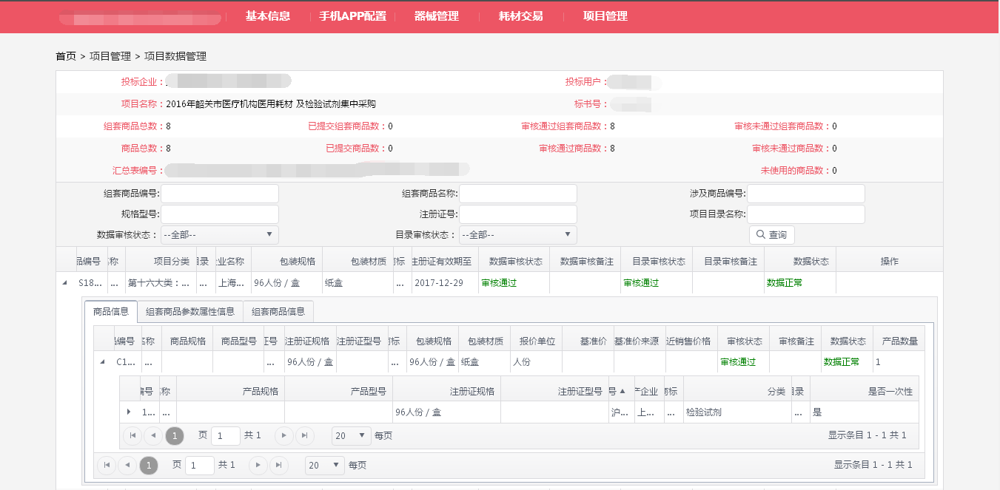 基本信息 手机APP配置 器械管理 耗材交易 项目管理
首页 > 项目管理 > 项目数据管理
投标企业： 投标用户：
项目名称：2016年韶关市医疗机构医用耗材 及检验试剂集中采购 标书号：
组套商品总数：8 已提交组套商品数：0 审核通过组套商品数：8 审核未通过组套商品数：0
商品总数：8 已提交商品数：0 审核通过商品数：8 审核未通过商品数：0
汇总表编号： 未使用的商品数：0
组套商品编号: 组套商品名称: 涉及商品编号:
规格型号: 注册证号: 项目目录名称:
数据审核状态： --全部-- 目录审核状态： --全部-- 查询
品编号 称 项目分类 目录 企业名称 包装规格 包装材质 商标 注册证有效期至 数据审核状态 数据审核备注 目录审核状态 目录审核备注 数据状态 操作
S18... ... 第十六大类：... ... 上海... 96人份 / 盒 纸盒 ... 2017-12-29 审核通过 审核通过 数据正常
商品信息 组套商品参数属性信息 组套商品信息
编号 名称 商品规格 商品型号 证号 注册证规格 注册证型号 商标 包装规格 包装材质 报价单位 基准价 基准价来源 近销售价格 审核状态 审核备注 数据状态 产品数量
C1... ... ... 96人份 / 盒 ... 96人份 / 盒 纸盒 人份 审核通过 数据正常 1
编号 称 产品规格 产品型号 注册证规格 注册证型号 号 ▲ 产企业 商标 分类 目录 是否一次性
1... ... 96人份 / 盒 沪... 上... ... 检验试剂 ... 是
1 页 1 共 1 20 每页 显示条目 1 - 1 共 1
1 页 1 共 1 20 每页 显示条目 1 - 1 共 1